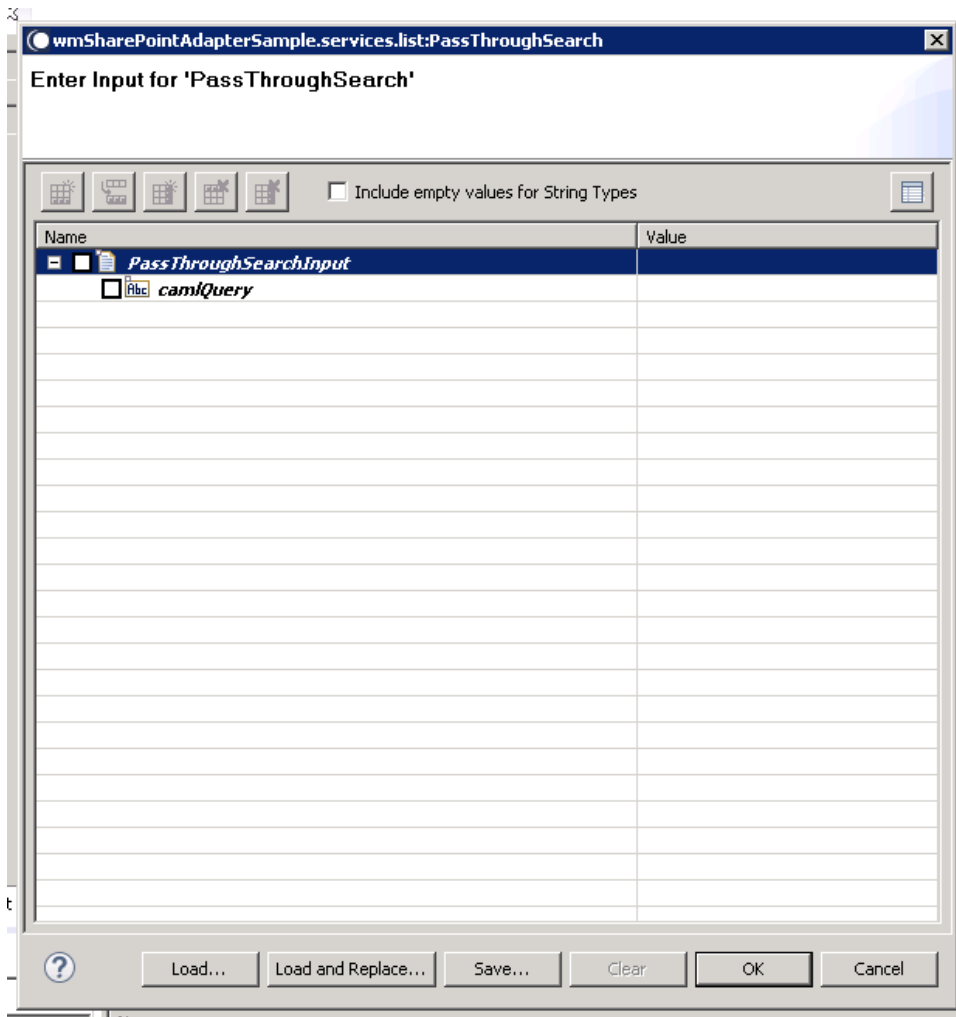 wmSharePointAdapterSample.services.list:PassThroughSearch
Enter Input for 'PassThroughSearch'
Include empty values for String Types
Name Value
PassThroughSearchInput
Abc camlQuery
t
? Load... Load and Replace... Save... Clear OK Cancel